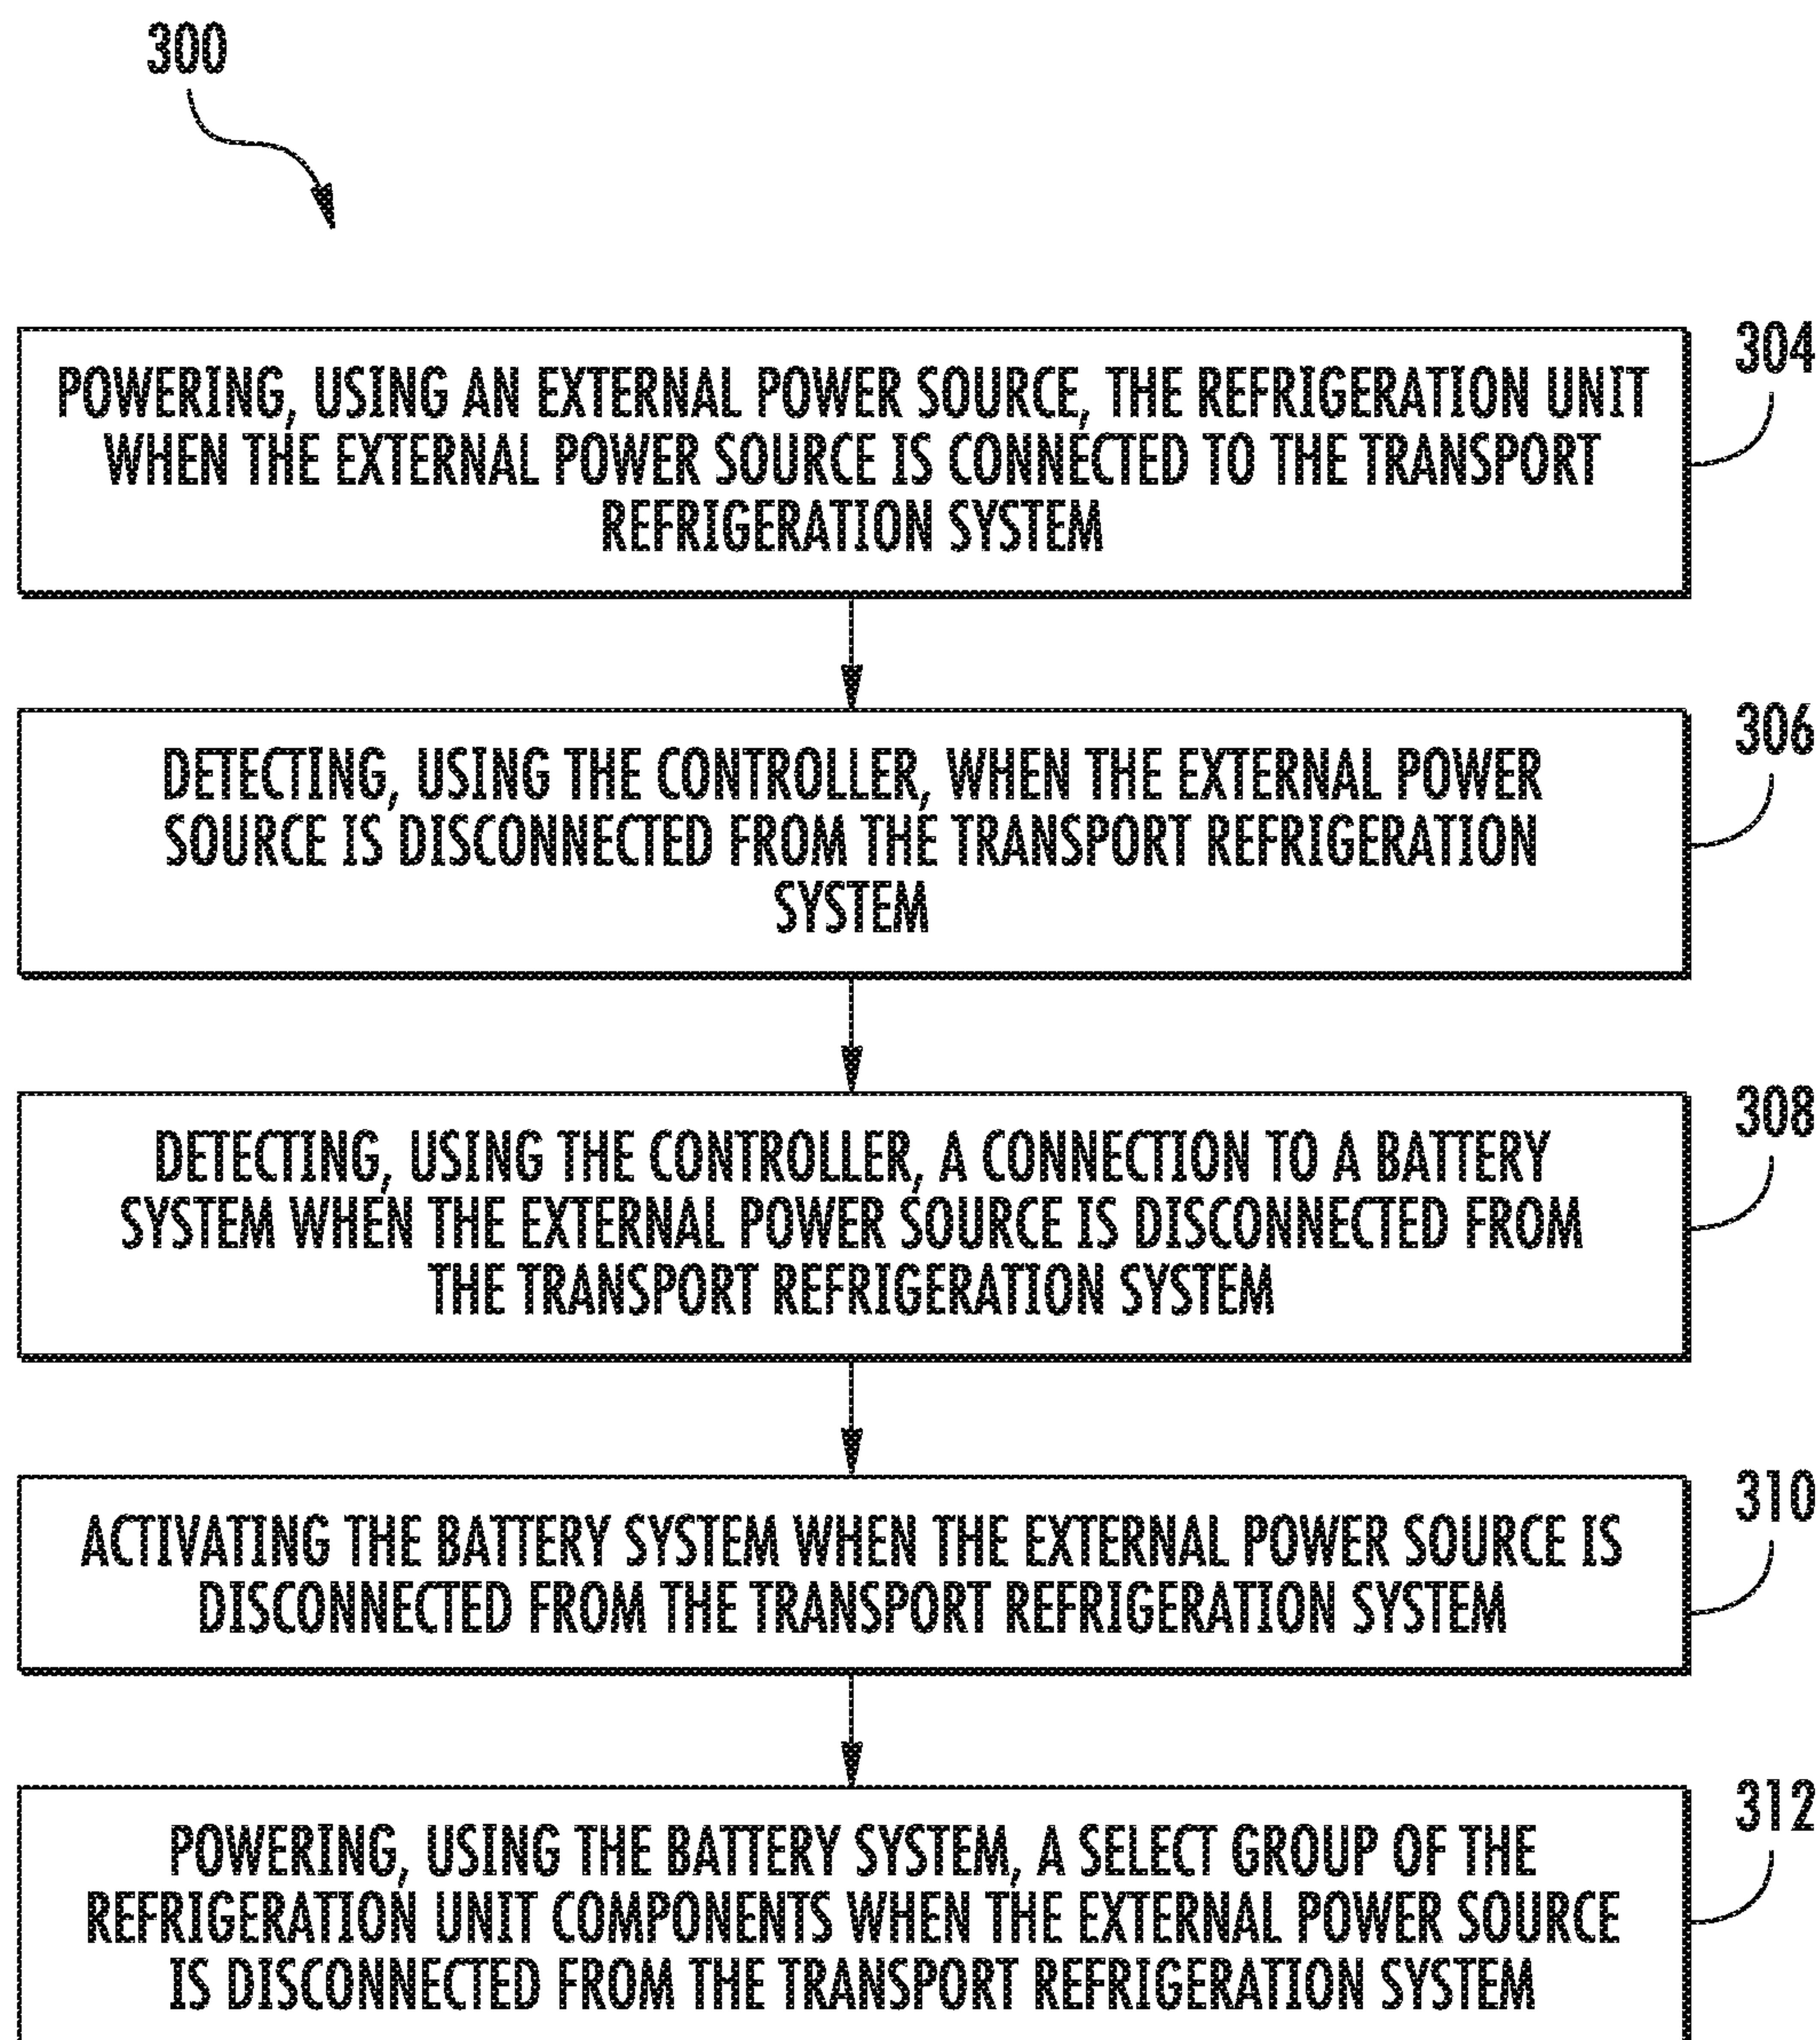 300
304
POWERING, USING AN EXTERNAL POWER SOURCE, THE REFRIGERATION UNIT
WHEN THE EXTERNAL POWER SOURCE IS CONNECTED TO THE TRANSPORT
REFRIGERATION SYSTEM
306
DETECTING, USING THE CONTROLLER, WHEN THE EXTERNAL POWER
SOURCE IS DISCONNECTED FROM THE TRANSPORT REFRIGERATION
SYSTEM
308
DETECTING, USING THE CONTROLLER, A CONNECTION TO A BATTERY
SYSTEM WHEN THE EXTERNAL POWER SOURCE IS DISCONNECTED FROM
THE TRANSPORT REFRIGERATION SYSTEM
310
ACTIVATING THE BATTERY SYSTEM WHEN THE EXTERNAL POWER SOURCE IS
DISCONNECTED FROM THE TRANSPORT REFRIGERATION SYSTEM
312
POWERING, USING THE BATTERY SYSTEM, A SELECT GROUP OF THE
REFRIGERATION UNIT COMPONENTS WHEN THE EXTERNAL POWER SOURCE
IS DISCONNECTED FROM THE TRANSPORT REFRIGERATION SYSTEM